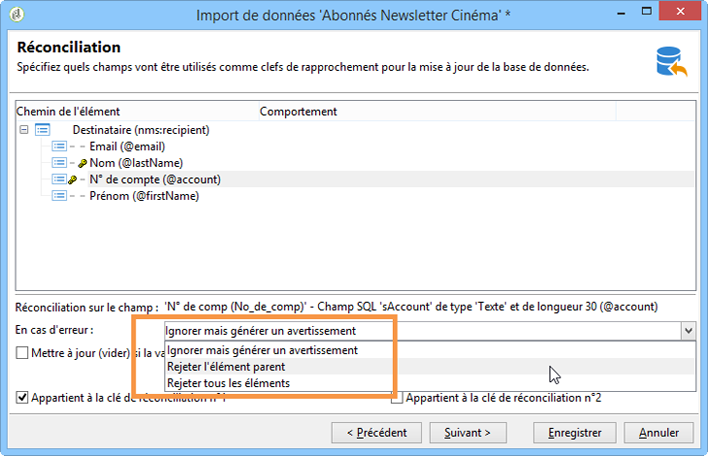 Import de données 'Abonnés Newsletter Cinéma' *
Réconciliation
Spécifiez quels champs vont être utilisés comme clefs de rapprochement pour la mise à jour de la base de données.
Chemin de l'élément Comportement
Destinataire (nms:recipient)
Email (@email)
Nom (@lastName)
N° de compte (@account)
Prénom (@firstName)
Réconciliation sur le champ : 'N° de comp (No_de_comp)' - Champ SQL 'sAccount' de type 'Texte' et de longueur 30 (@account)
En cas d'erreur : Ignorer mais générer un avertissement
Mettre à jour (vider) si la va
Ignorer mais générer un avertissement
Rejeter l'élément parent
Rejeter tous les éléments
Appartient à la clé de réconciliation n°1 Appartient à la clé de réconciliation n°2
< Précédent Suivant > Enregistrer Annuler